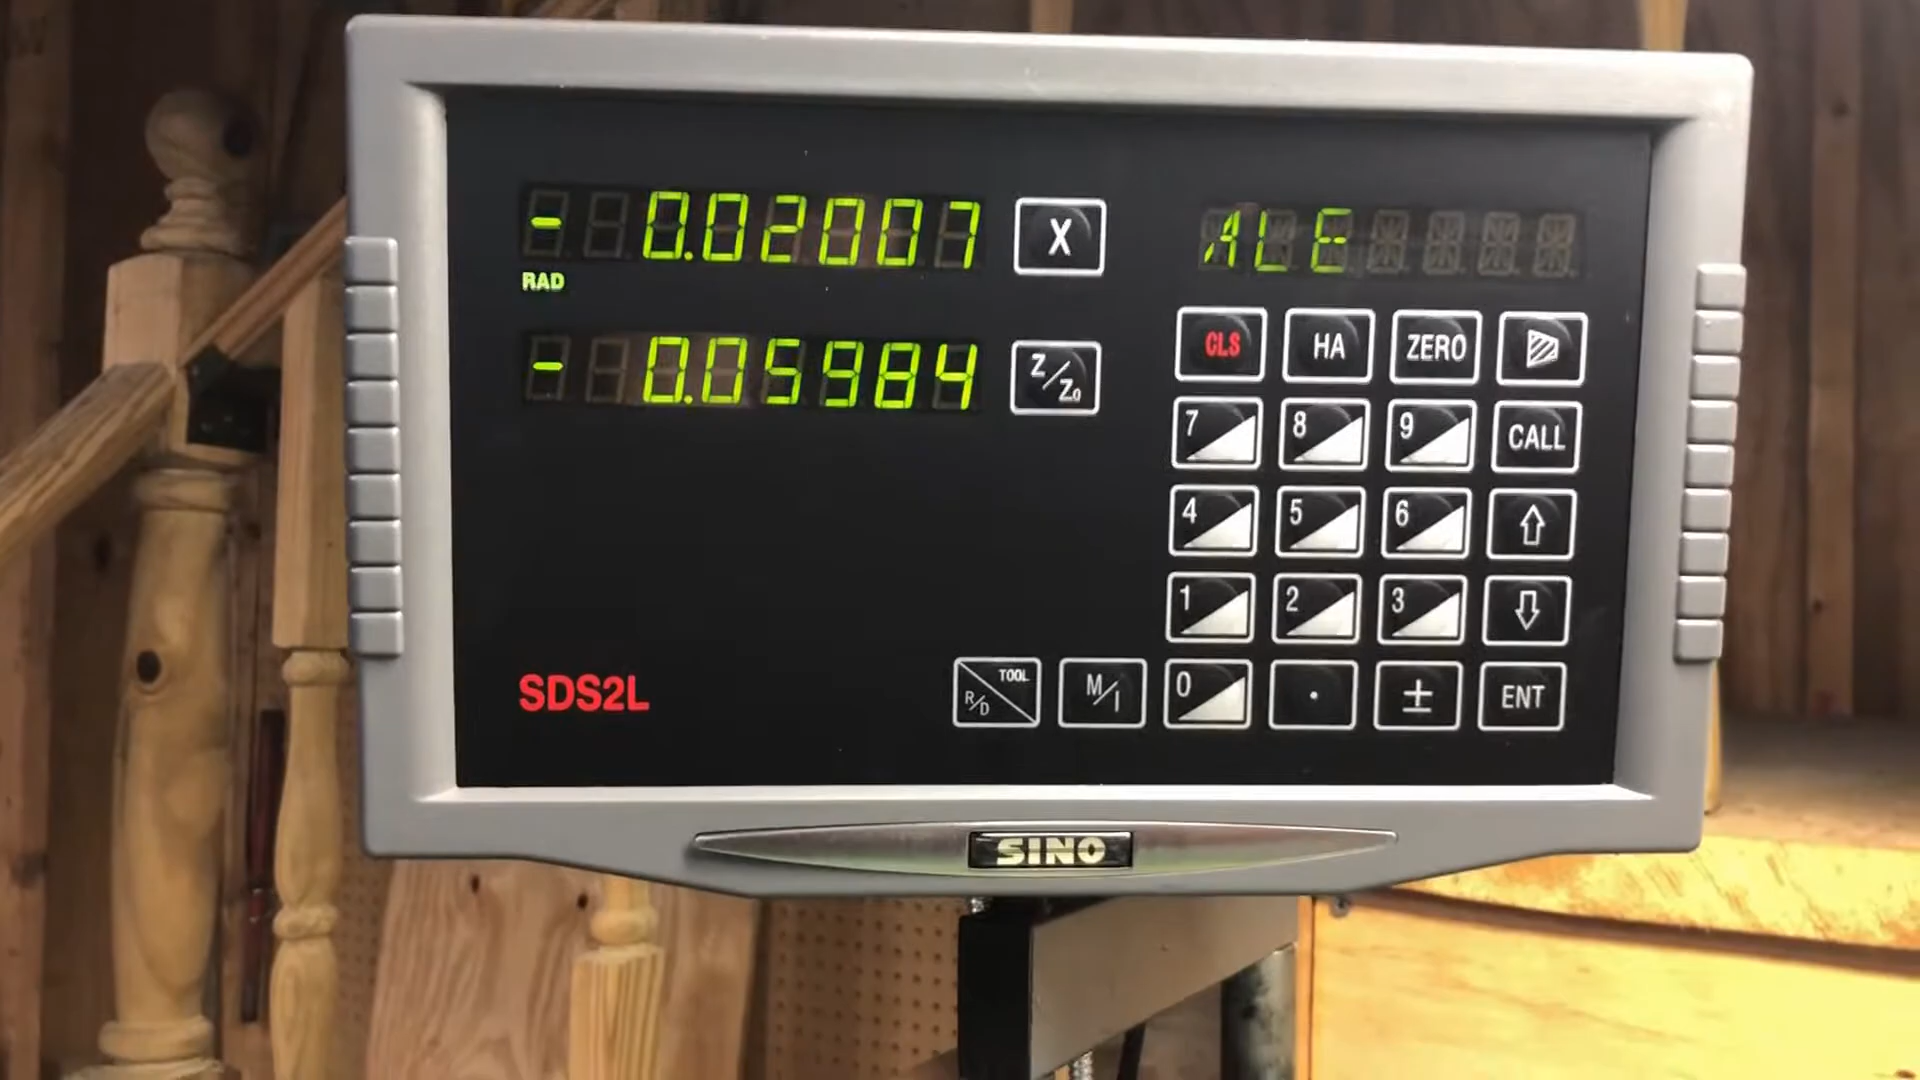 - 0.02007 X ALE
RAD
- 0.05984 Z/Z0
CLS HA ZERO
7 8 9 CALL
4 5 6
1 2 3
SDS2L R/D TOOL M/I 0 . ± ENT
SINO